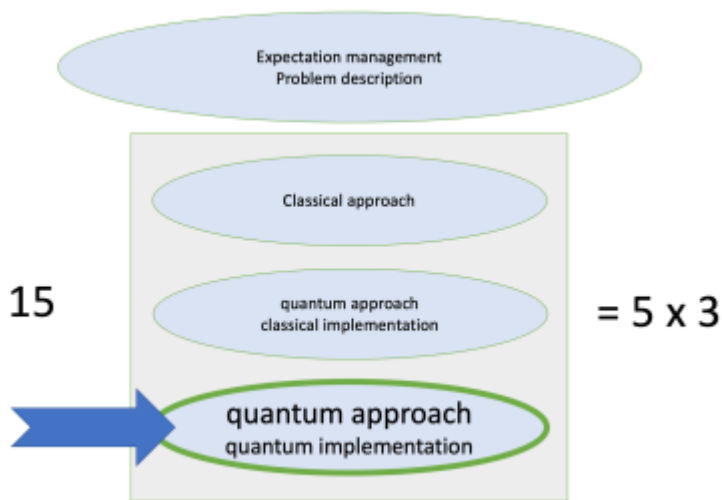 Expectation management
Problem description
Classical approach
15
quantum approach
classical implementation
= 5 x 3
quantum approach
quantum implementation